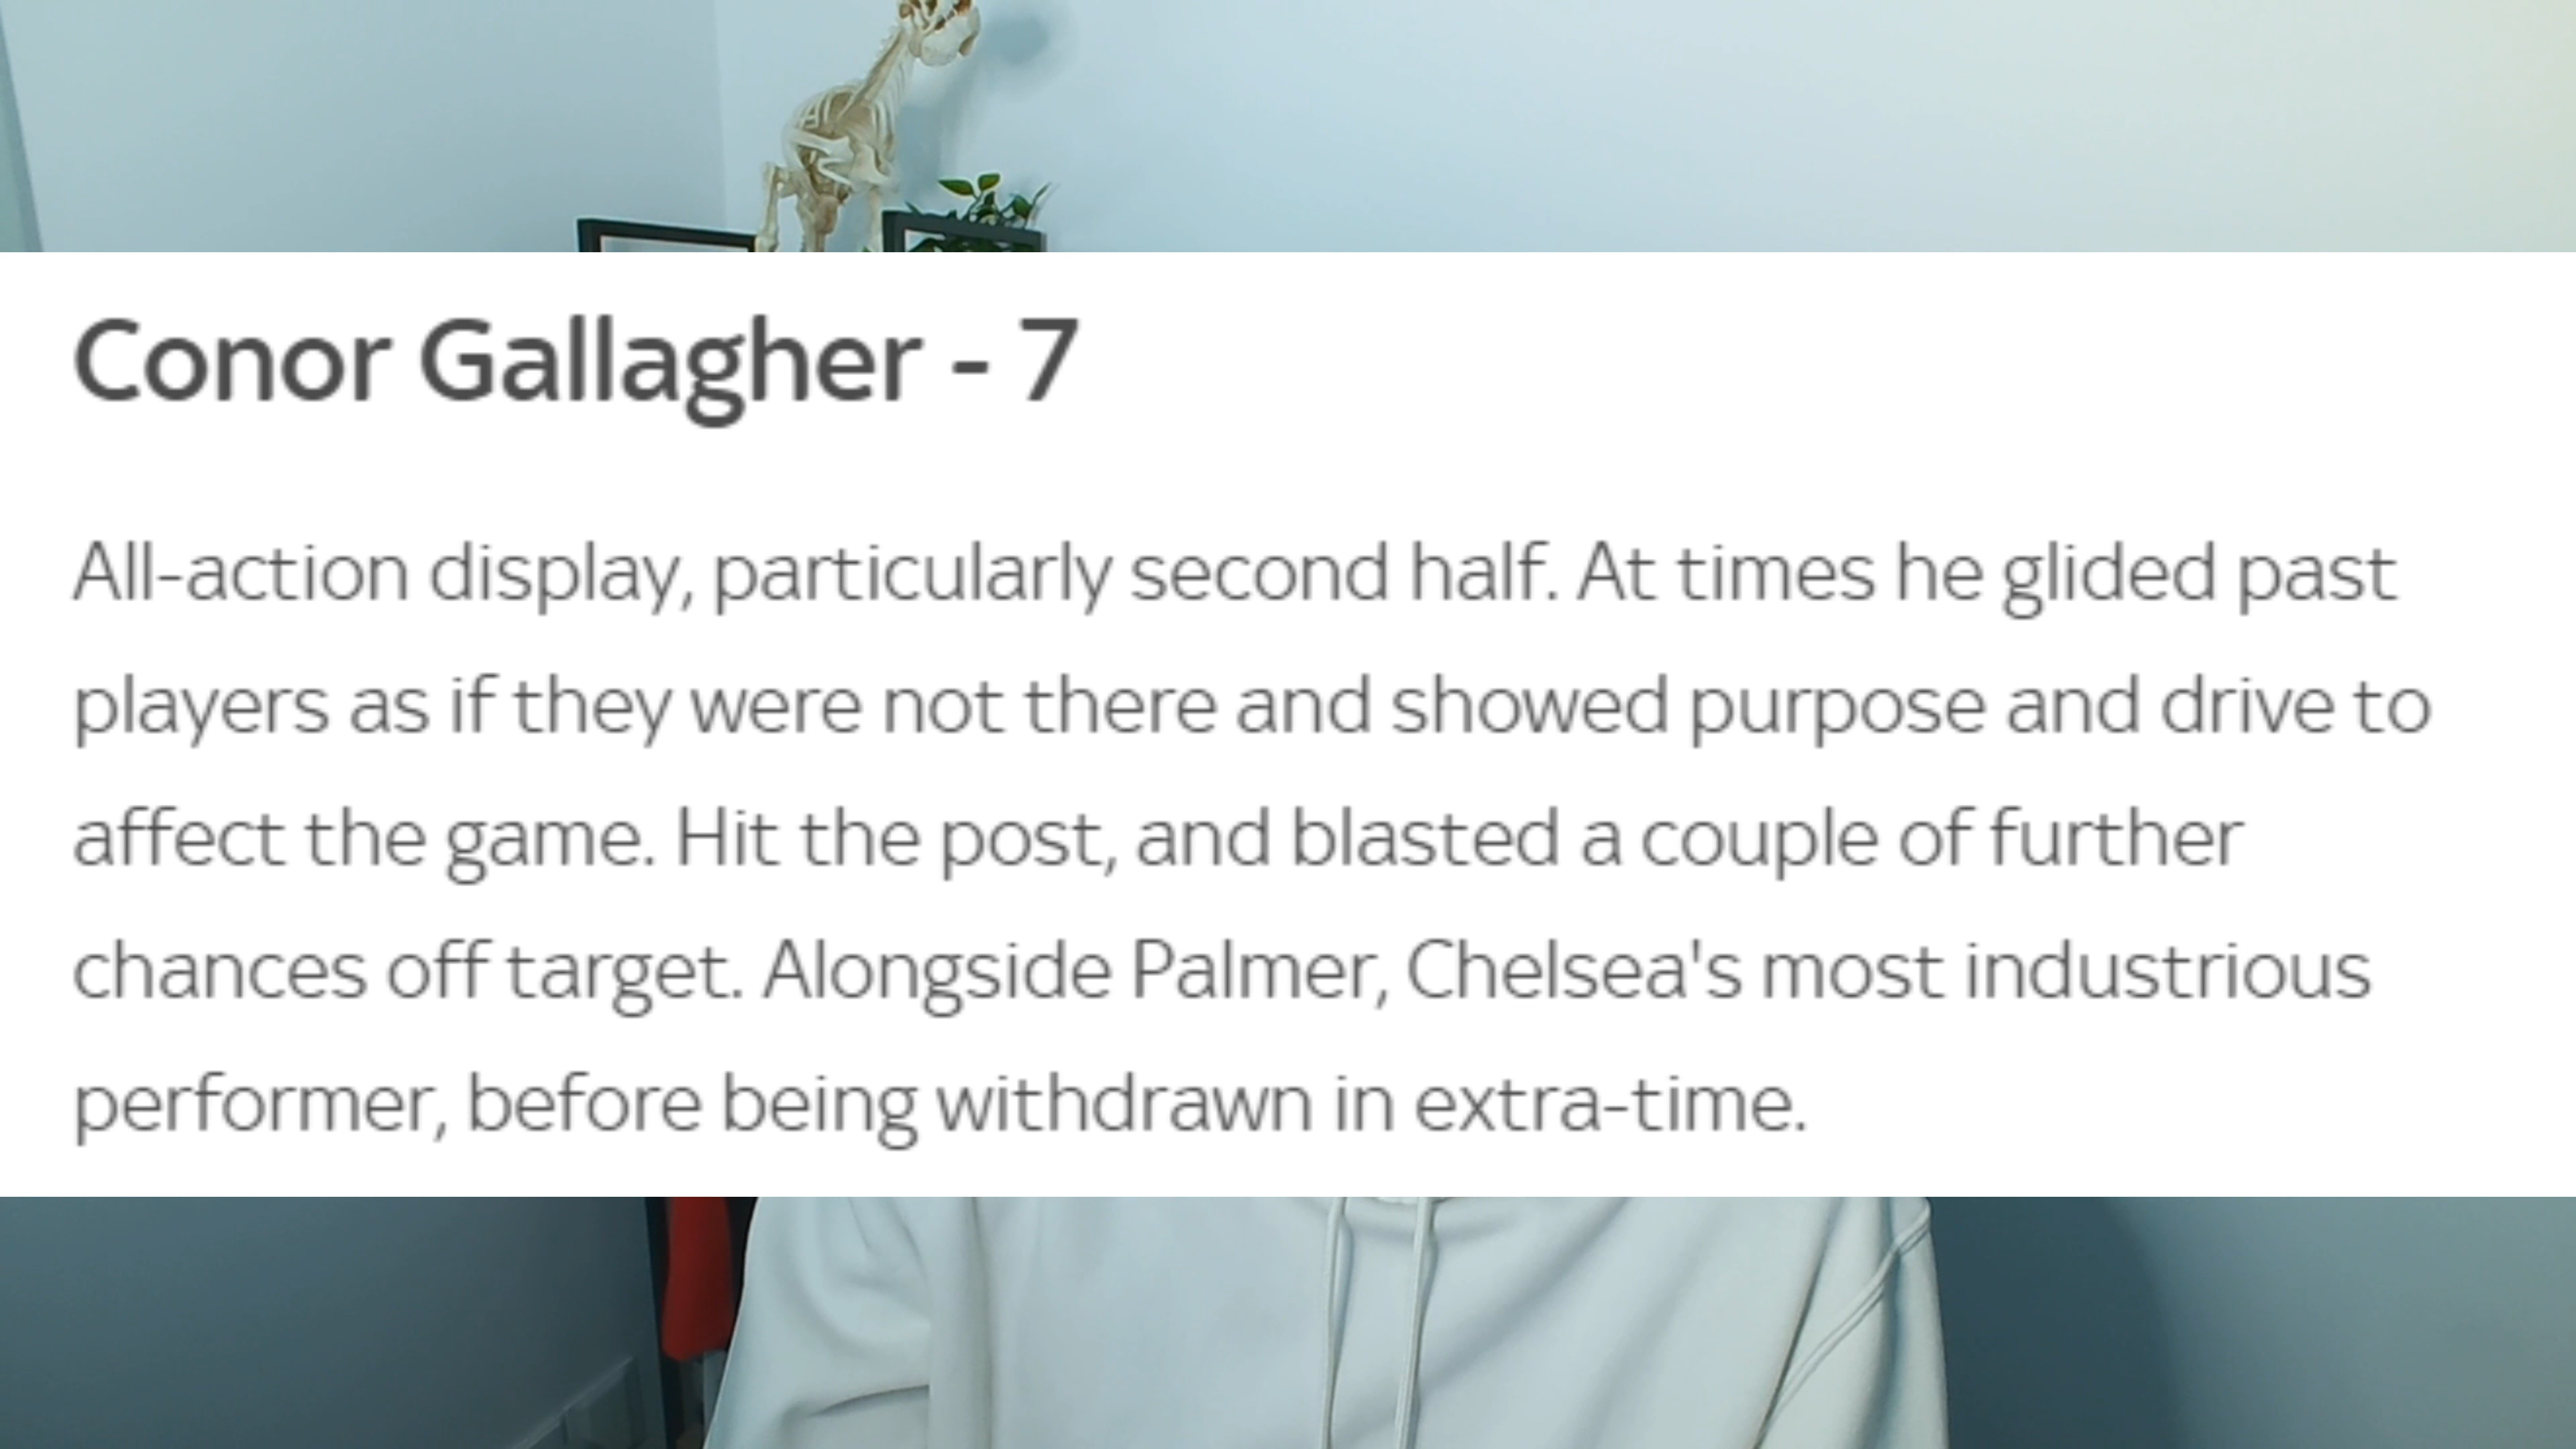 Conor Gallagher - 7
All-action display, particularly second half. At times he glided past
players as if they were not there and showed purpose and drive to
affect the game. Hit the post, and blasted a couple of further
chances off target. Alongside Palmer, Chelsea's most industrious
performer, before being withdrawn in extra-time.